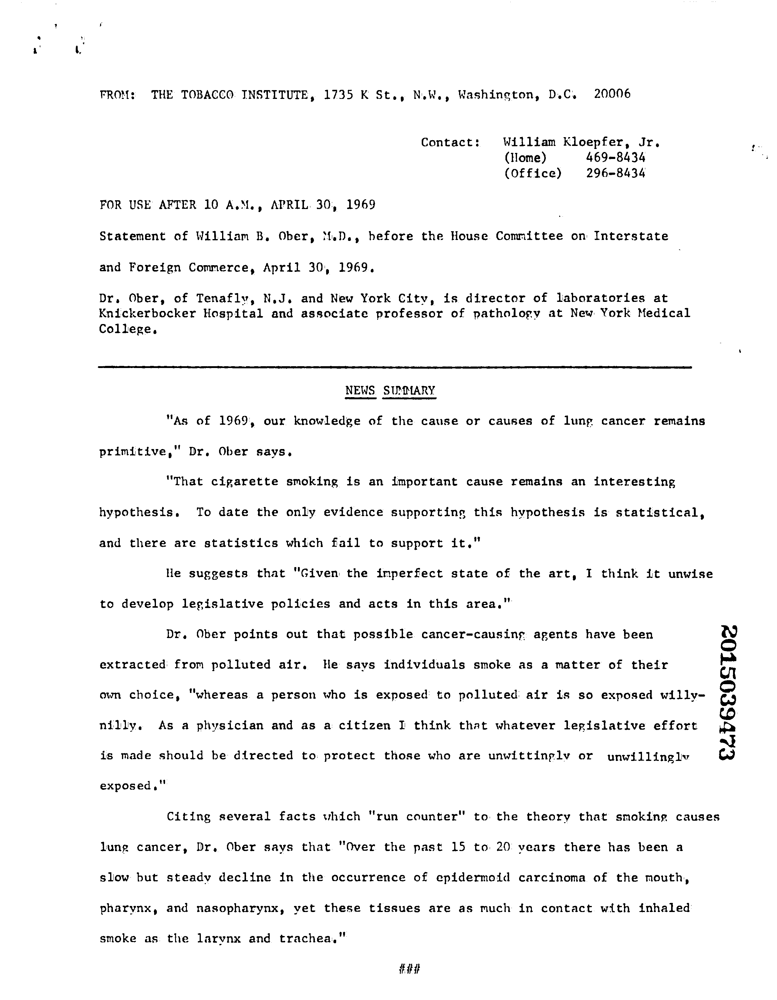 FROM: THE TOBACCO INSTITUTE, 1735 K St., N.W., Washington, D.C. 20006
Contact: William Kloepfer, Jr.
(Home) 469-8434
(Office) 296-8434
FOR USE AFTER 10 A.M., APRIL 30, 1969
Statement of William B. Ober, M.D., before the House Committee on Interstate
and Foreign Commerce, April 30, 1969.
Dr. Ober, of Tenafly, N.J. and New York City, is director of laboratories at
Knickerbocker Hospital and associate professor of pathology at New York Medical
College.
NEWS SUMMARY
"As of 1969, our knowledge of the cause or causes of lung cancer remains
primitive," Dr. Ober says.
"That cigarette smoking is an important cause remains an interesting
hypothesis. To date the only evidence supporting this hypothesis is statistical,
and there are statistics which fail to support it."
He suggests that "Given the imperfect state of the art, I think it unwise
to develop legislative policies and acts in this area."
Dr. Ober points out that possible cancer-causing agents have been
extracted from polluted air. He says individuals smoke as a matter of their
own choice, "whereas a person who is exposed to polluted air is so exposed willy-
nilly. As a physician and as a citizen I think that whatever legislative effort
is made should be directed to protect those who are unwittingly or unwillingly
exposed."
Citing several facts which "run counter" to the theory that smoking causes
lung cancer, Dr. Ober says that "Over the past 15 to 20 years there has been a
slow but steady decline in the occurrence of epidermoid carcinoma of the mouth,
pharynx, and nasopharynx, yet these tissues are as much in contact with inhaled
smoke as the larynx and trachea."
###
2015039473